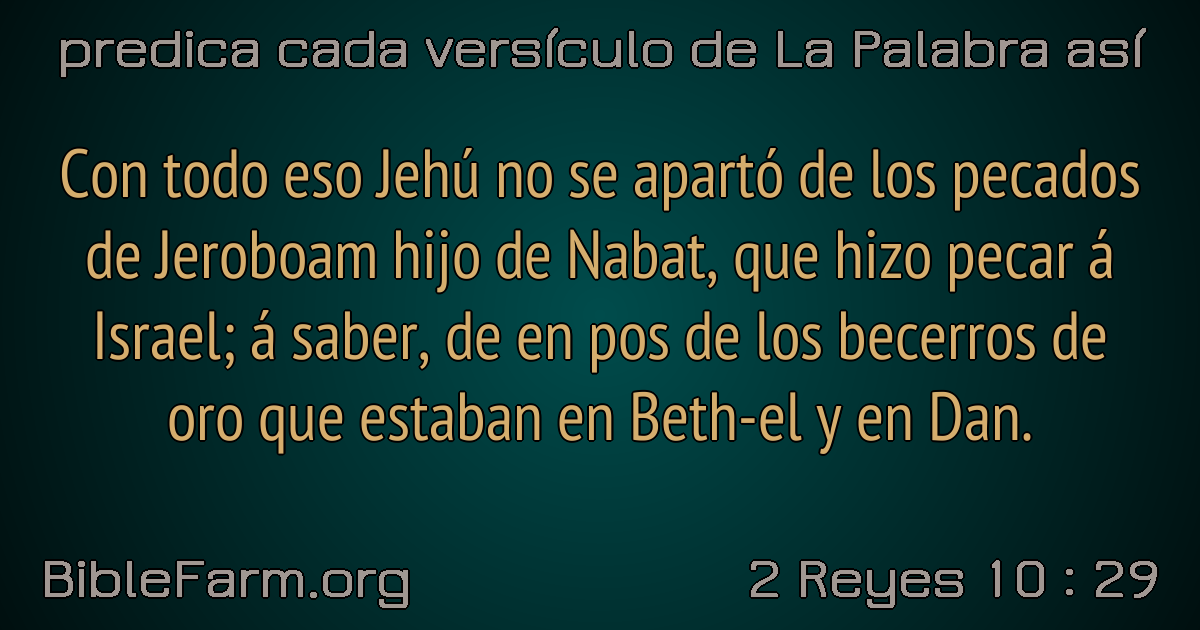 predica cada versículo de La Palabra así
Con todo eso Jehú no se apartó de los pecados
de Jeroboam hijo de Nabat, que hizo pecar á
Israel; á saber, de en pos de los becerros de
oro que estaban en Beth-el y en Dan.
BibleFarm.org
2 Reyes 10 : 29